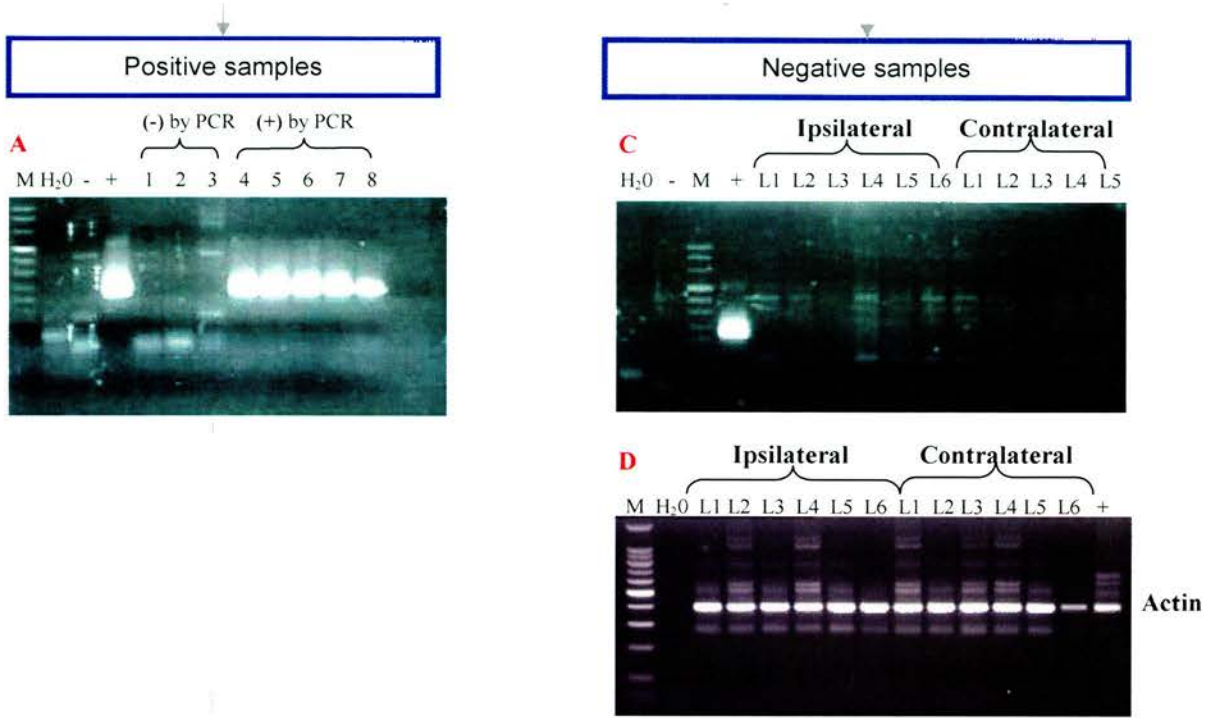 Positive samples
(-) by PCR (+) by PCR
A
M H20 - + 1 2 3 4 5 6 7 8
Negative samples
Ipsilateral Contralateral
C
H20 - M + L1 L2 L3 L4 L5 L6 L1 L2 L3 L4 L5
Ipsilateral Contralateral
D
M H20 L1 L2 L3 L4 L5 L6 L1 L2 L3 L4 L5 L6 +
Actin